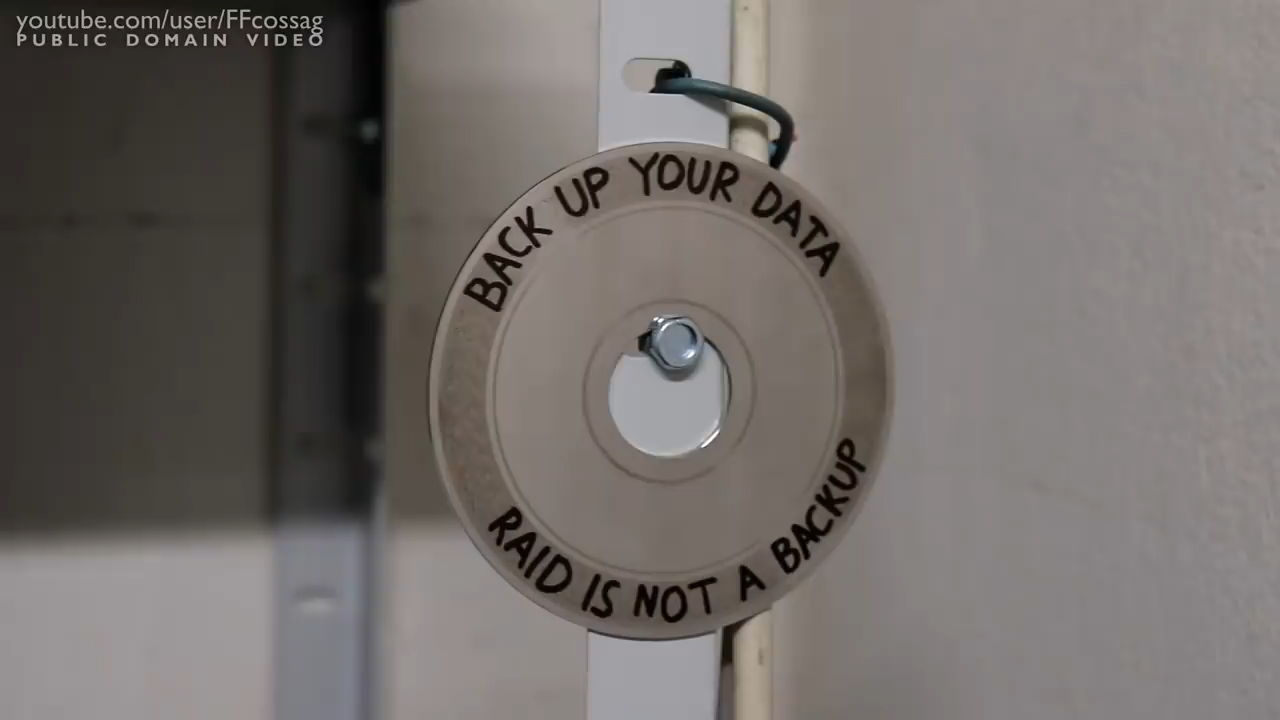 youtube.com/user/FFcossag
PUBLIC DOMAIN VIDEO
BACK UP YOUR DATA
RAID IS NOT A BACKUP